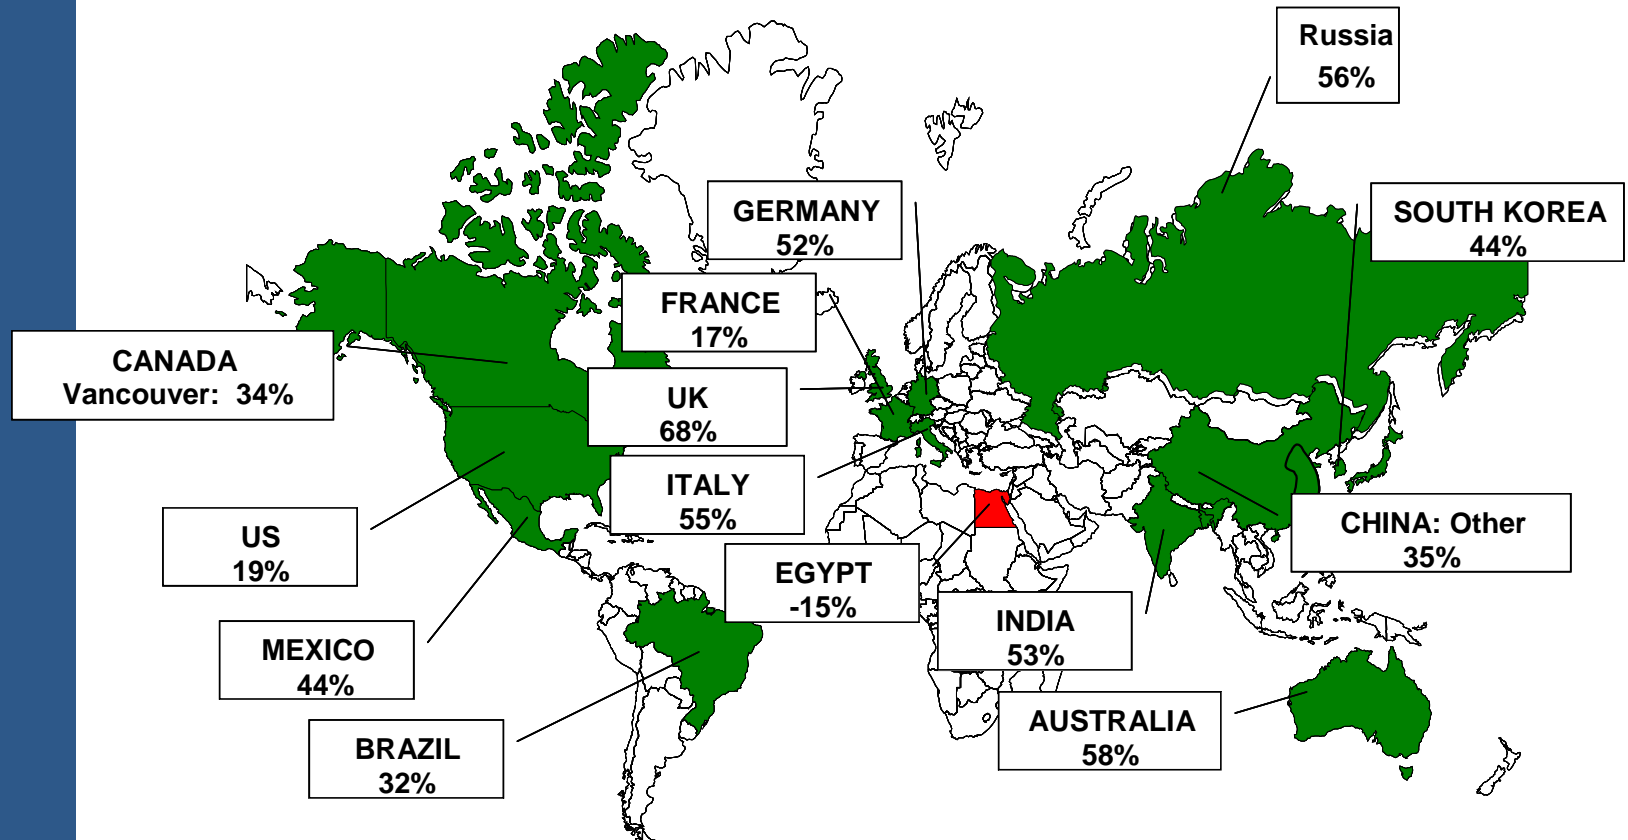 Russia
56%
GERMANY
52%
SOUTH KOREA
44%
FRANCE
17%
CANADA
Vancouver:  34%
UK
68%
ITALY
55%
US
19%
CHINA: Other
35%
EGYPT
-15%
INDIA
53%
MEXICO
44%
AUSTRALIA
58%
BRAZIL
32%